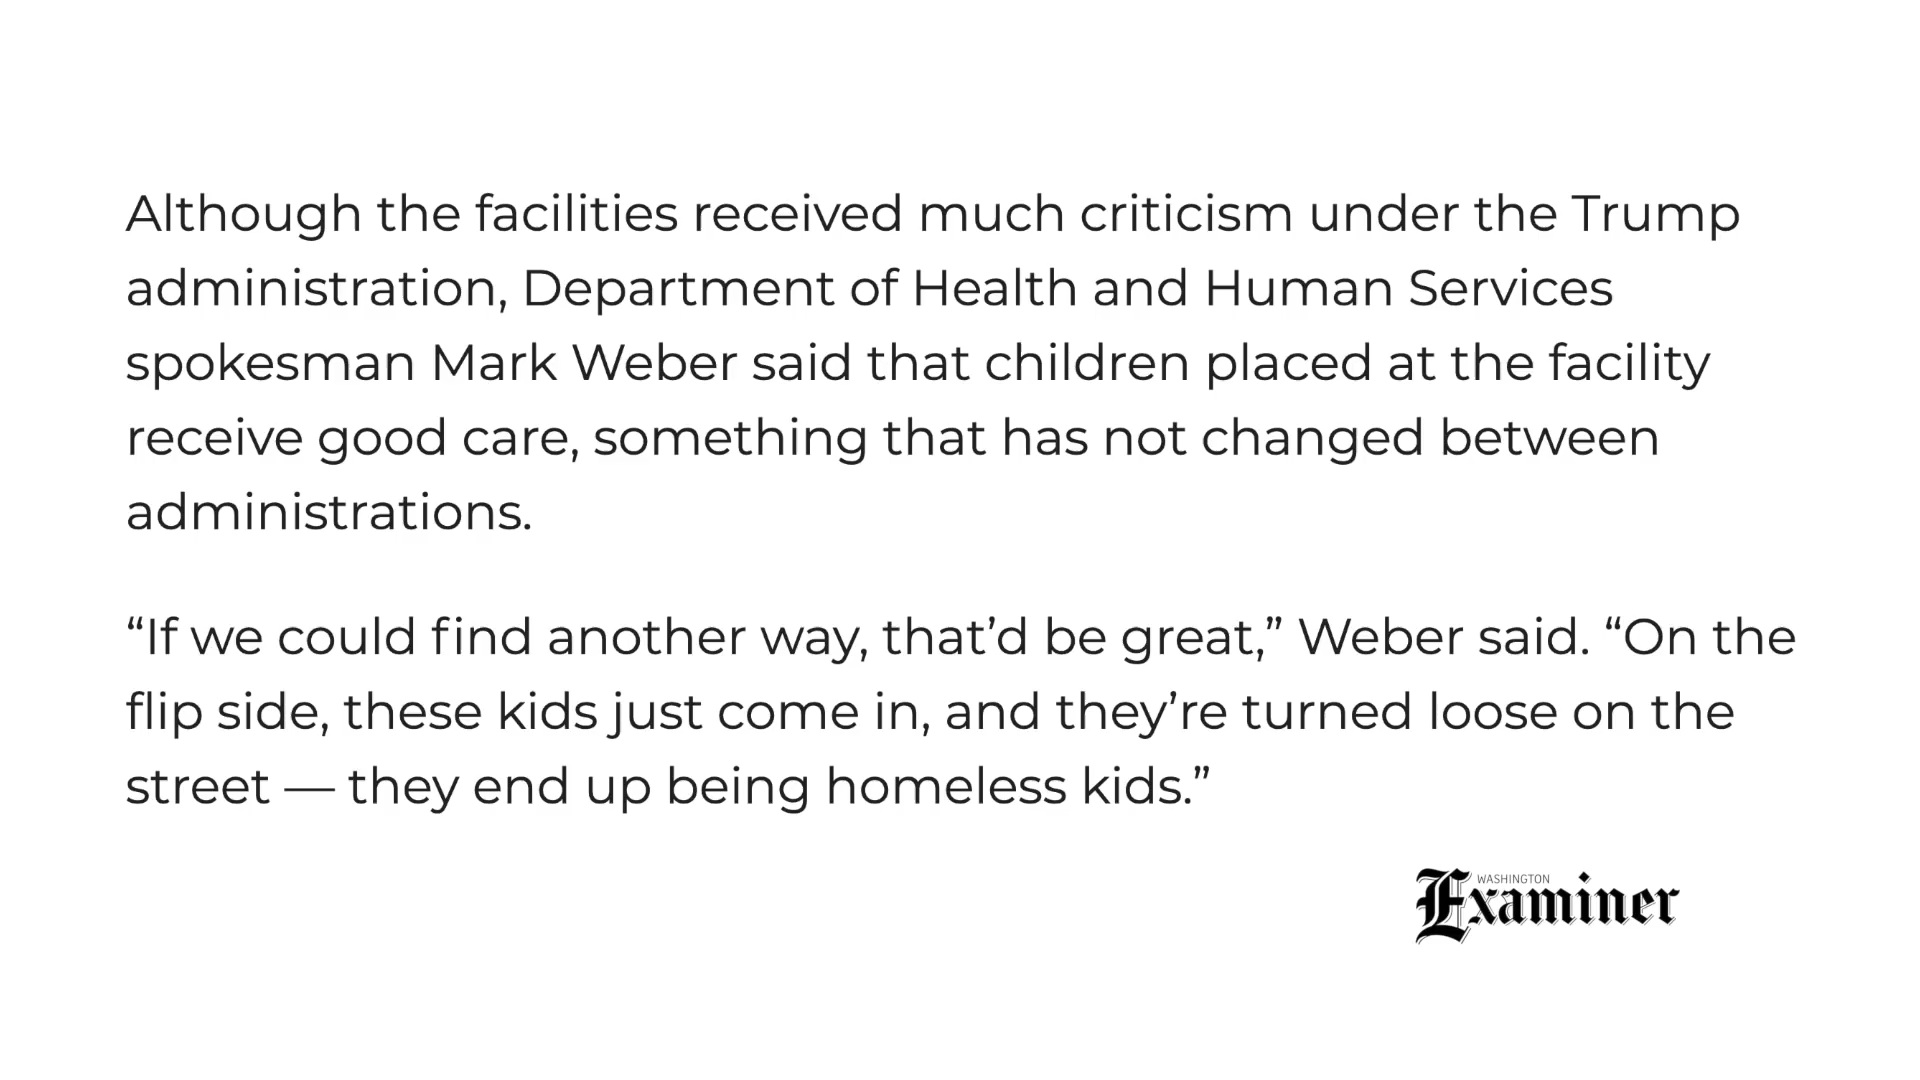 Although the facilities received much criticism under the Trump
administration, Department of Health and Human Services
spokesman Mark Weber said that children placed at the facility
receive good care, something that has not changed between
administrations.
“If we could find another way, that’d be great,” Weber said. “On the
flip side, these kids just come in, and they’re turned loose on the
street — they end up being homeless kids.”
WASHINGTON
Examiner